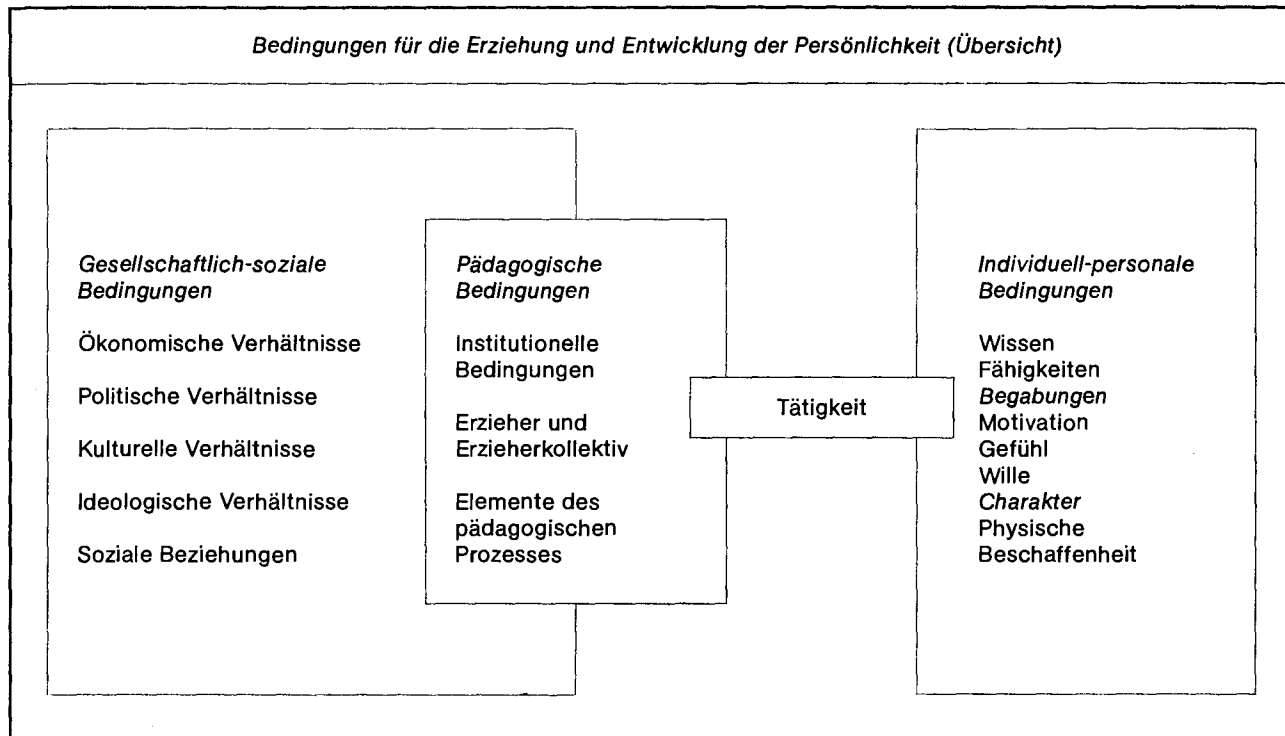 Bedingungen für die Erziehung und Entwicklung der Persönlichkeit (Übersicht)
Gesellschaftlich-soziale
Bedingungen
Ökonomische Verhältnisse
Politische Verhältnisse
Kulturelle Verhältnisse
Ideologische Verhältnisse
Soziale Beziehungen
Pädagogische
Bedingungen
Institutionelle
Bedingungen
Erzieher und
Erzieherkollektiv
Elemente des
pädagogischen
Prozesses
Tätigkeit
Individuell-personale
Bedingungen
Wissen
Fähigkeiten
Begabungen
Motivation
Gefühl
Wille
Charakter
Physische
Beschaffenheit